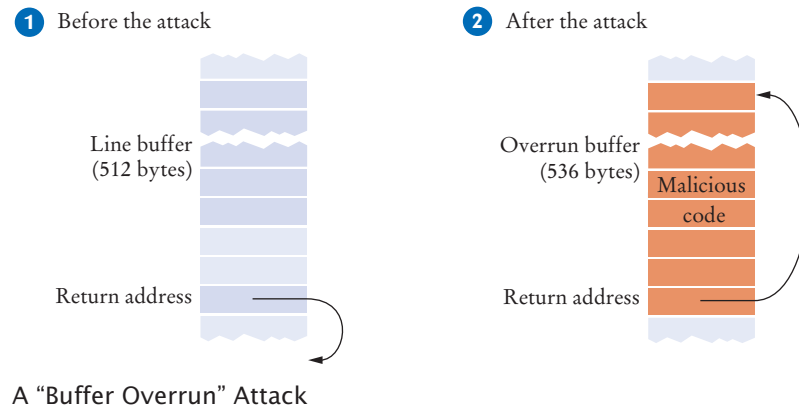 1 Before the attack
Line buffer
(512 bytes)
Return address
2 After the attack
Overrun buffer
(536 bytes)
Malicious
code
Return address
A “Buffer Overrun” Attack